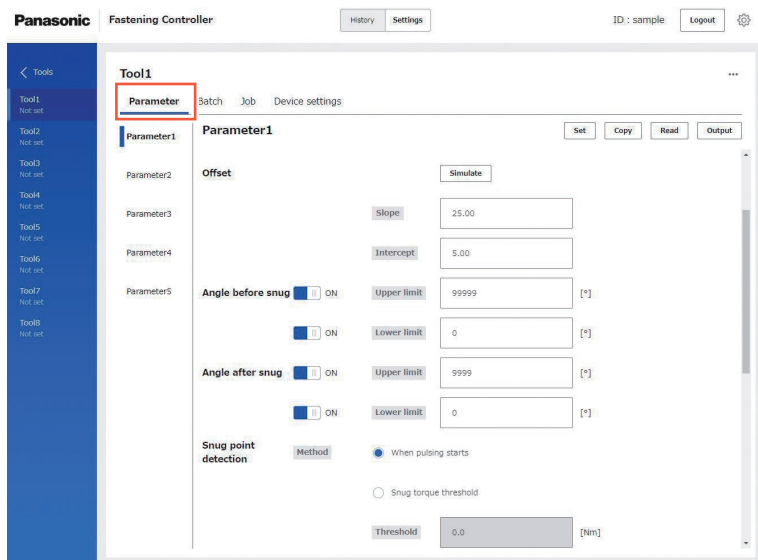 Panasonic Fastening Controller History Settings ID : sample Logout
Tools
Tool1
Not set
Tool2
Not set
Tool3
Not set
Tool4
Not set
Tool5
Not set
Tool6
Not set
Tool7
Not set
Tool8
Not set
Tool1 ...
Parameter Batch Job Device settings
Parameter1
Parameter2
Parameter3
Parameter4
Parameter5
Parameter1 Set Copy Read Output
Offset Simulate
Slope 25.00
Intercept 5.00
Angle before snug ON Upper limit 99999 [°]
ON Lower limit 0 [°]
Angle after snug ON Upper limit 9999 [°]
ON Lower limit 0 [°]
Snug point
detection Method When pulsing starts
Snug torque threshold
Threshold 0.0 [Nm]